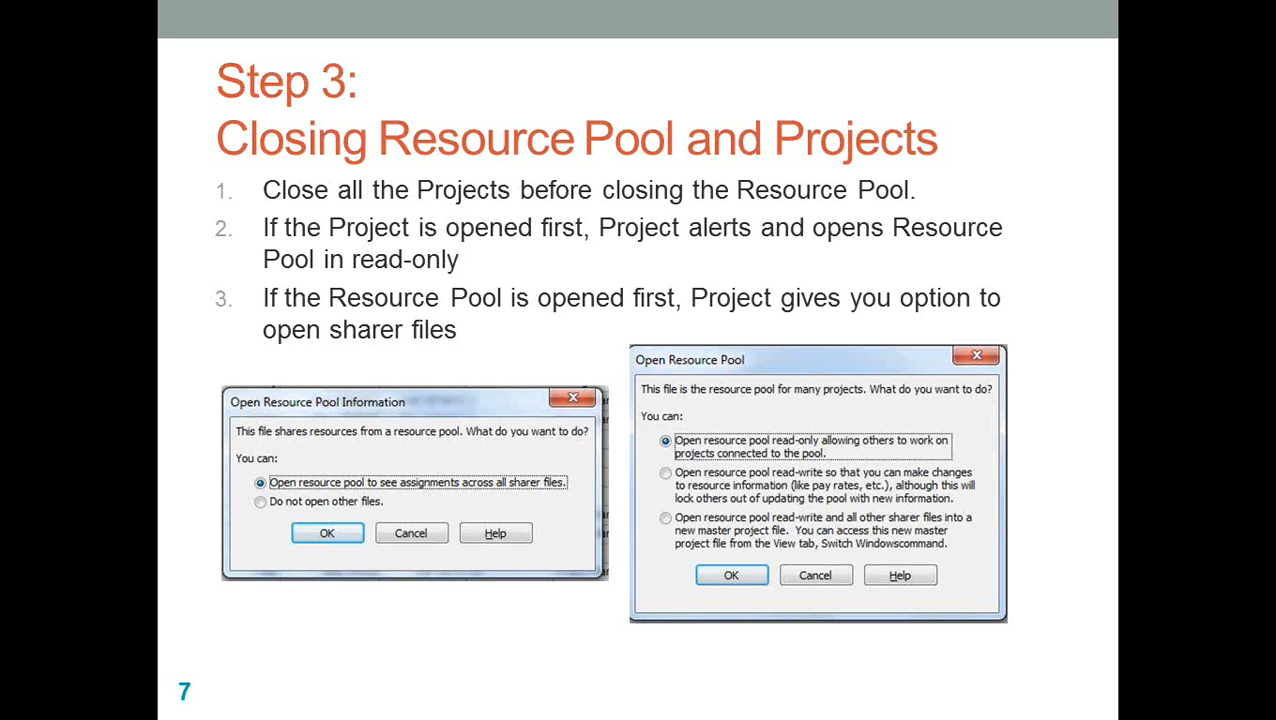 Step 3:
Closing Resource Pool and Projects
1. Close all the Projects before closing the Resource Pool.
2. If the Project is opened first, Project alerts and opens Resource
Pool in read-only
3. If the Resource Pool is opened first, Project gives you option to
open sharer files
Open Resource Pool Information
This file shares resources from a resource pool. What do you want to do?
You can:
Open resource pool to see assignments across all sharer files.
Do not open other files.
OK Cancel Help
Open Resource Pool
This file is the resource pool for many projects. What do you want to do?
You can:
Open resource pool read-only allowing others to work on
projects connected to the pool.
Open resource pool read-write so that you can make changes
to resource information (like pay rates, etc.), although this will
lock others out of updating the pool with new information.
Open resource pool read-write and all other sharer files into a
new master project file. You can access this new master
project file from the View tab, Switch Windowscommand.
OK Cancel Help
7